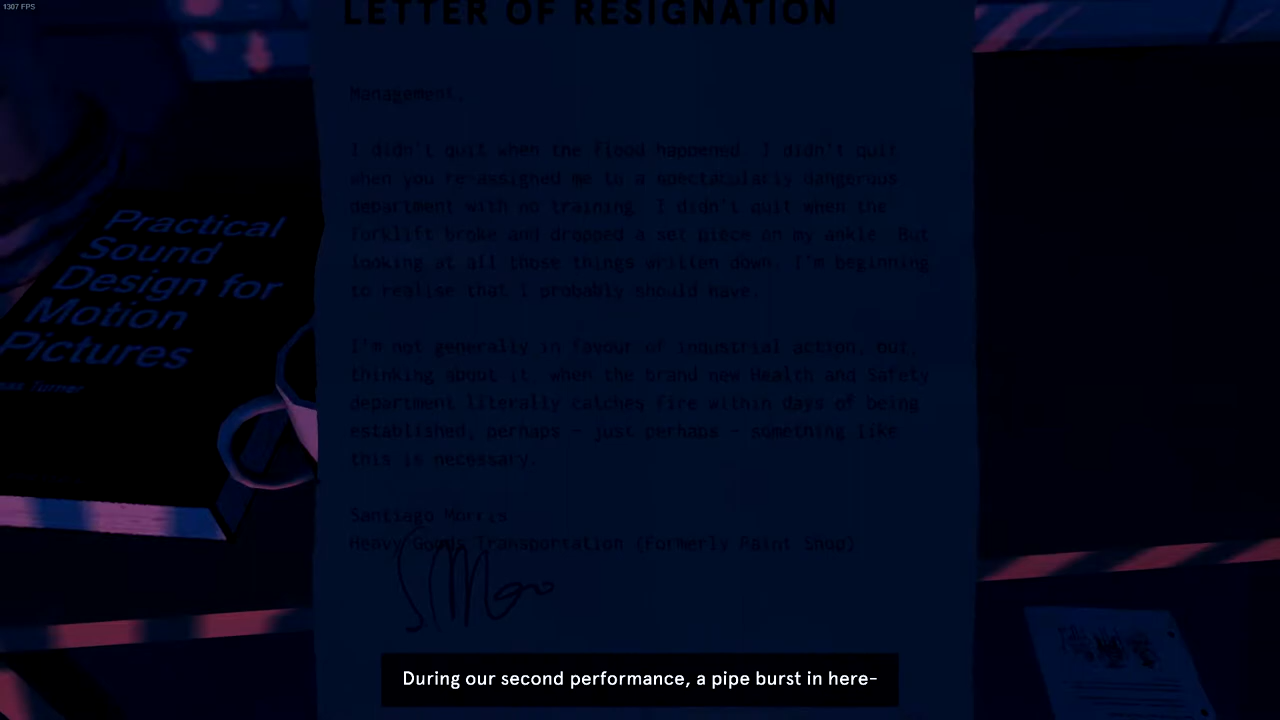 1307 FPS
LETTER OF RESIGNATION
Management,
I didn't quit when the flood happened. I didn't quit
when you re-assigned me to a spectacularly dangerous
department with no training. I didn't quit when the
forklift broke and dropped a set piece on my ankle. But
looking at all those things written down, I'm beginning
to realise that I probably should have.
I'm not generally in favour of industrial action, but,
thinking about it, when the brand new Health and Safety
department literally catches fire within days of being
established, perhaps - just perhaps - something like
this is necessary.
Santiago Morris
Heavy Goods Transportation (Formerly Paint Shop)
SMo
Practical
Sound
Design for
Motion
Pictures
Turner
During our second performance, a pipe burst in here-